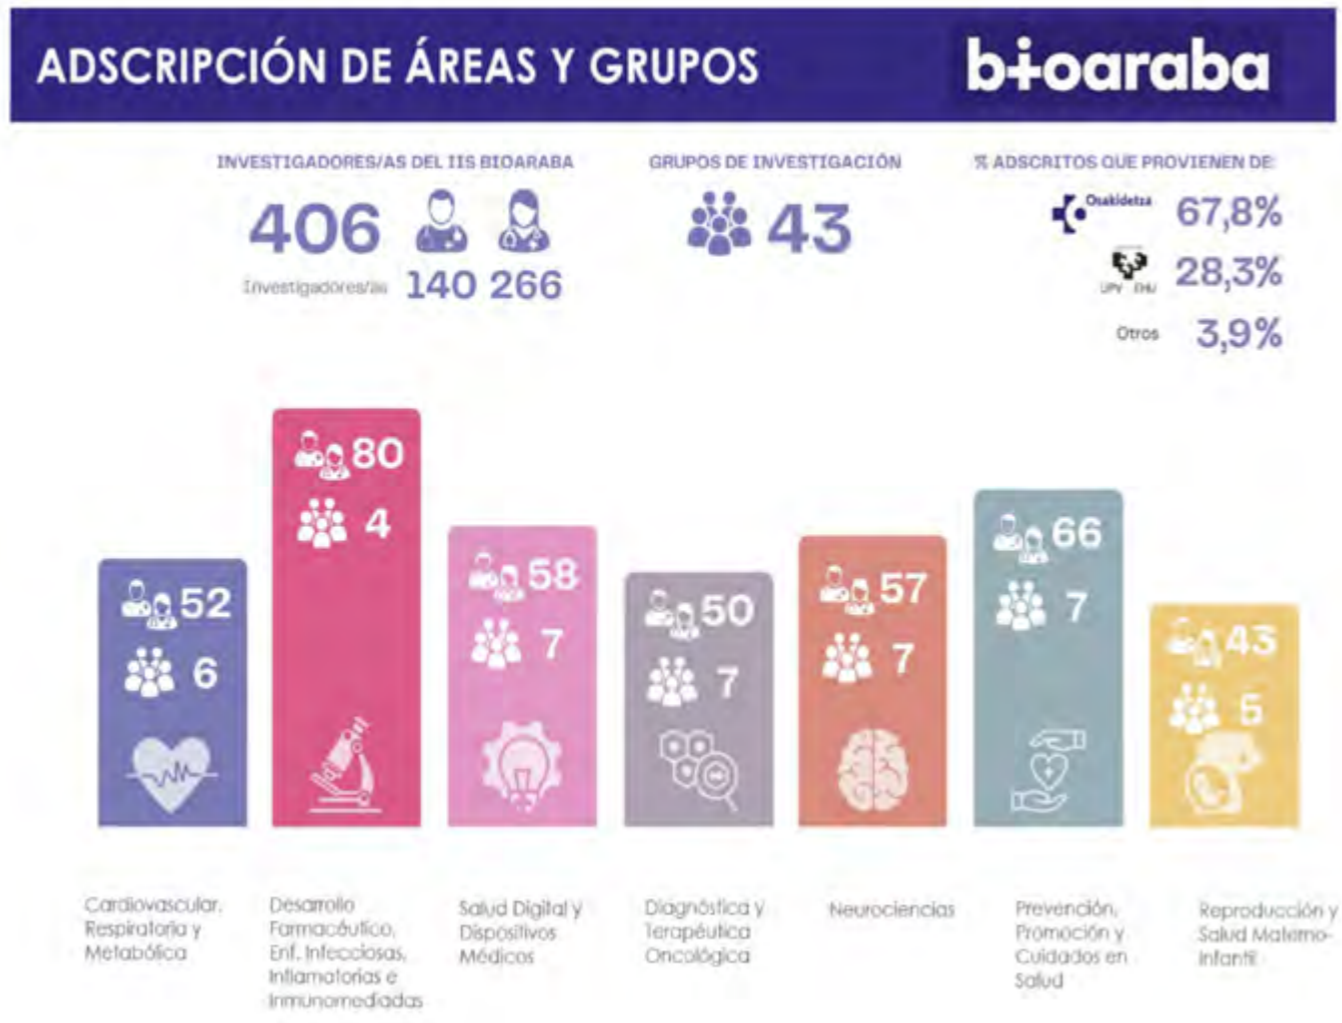 ADSCRIPCIÓN DE ÁREAS Y GRUPOS
bioaraba
INVESTIGADORES/AS DEL IIS BIOARABA
406
Investigadores/as
140 266
GRUPOS DE INVESTIGACIÓN
43
% ADSCRITOS QUE PROVIENEN DE:
Osakidetza
67,8%
UPV EHU
28,3%
Otros
3,9%
52
6
80
4
58
7
50
7
57
7
66
7
43
5
Cardiovascular,
Respiratoria y
Metabólica
Desarrollo
Farmacéutico,
Enf. Infecciosas,
Inflamatorias e
Inmunomediadas
Salud Digital y
Dispositivos
Médicos
Diagnóstica y
Terapéutica
Oncológica
Neurociencias
Prevención,
Promoción y
Cuidados en
Salud
Reproducción y
Salud Materno-
Infantil